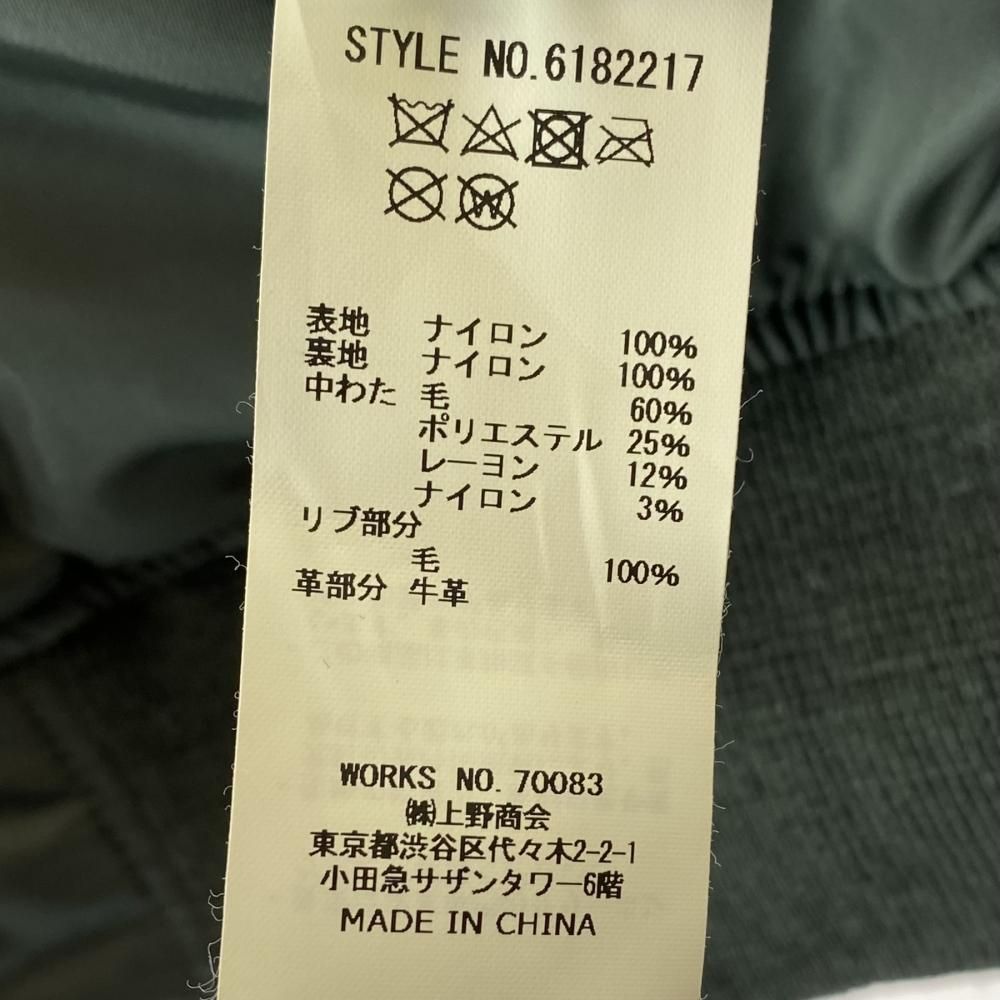 STYLE NO.6182217
W
表地 ナイロン 100%
裏地 ナイロン 100%
中わた 毛 60%
ポリエステル 25%
レーヨン 12%
ナイロン 3%
リブ部分
毛 100%
革部分 牛革
WORKS NO. 70083
㈱上野商会
東京都渋谷区代々木2-2-1
小田急サザンタワー6階
MADE IN CHINA